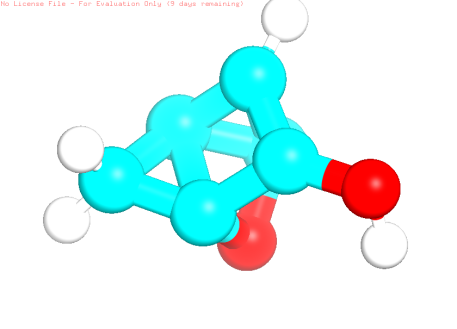 No License File - For Evaluation Only (9 days remaining)